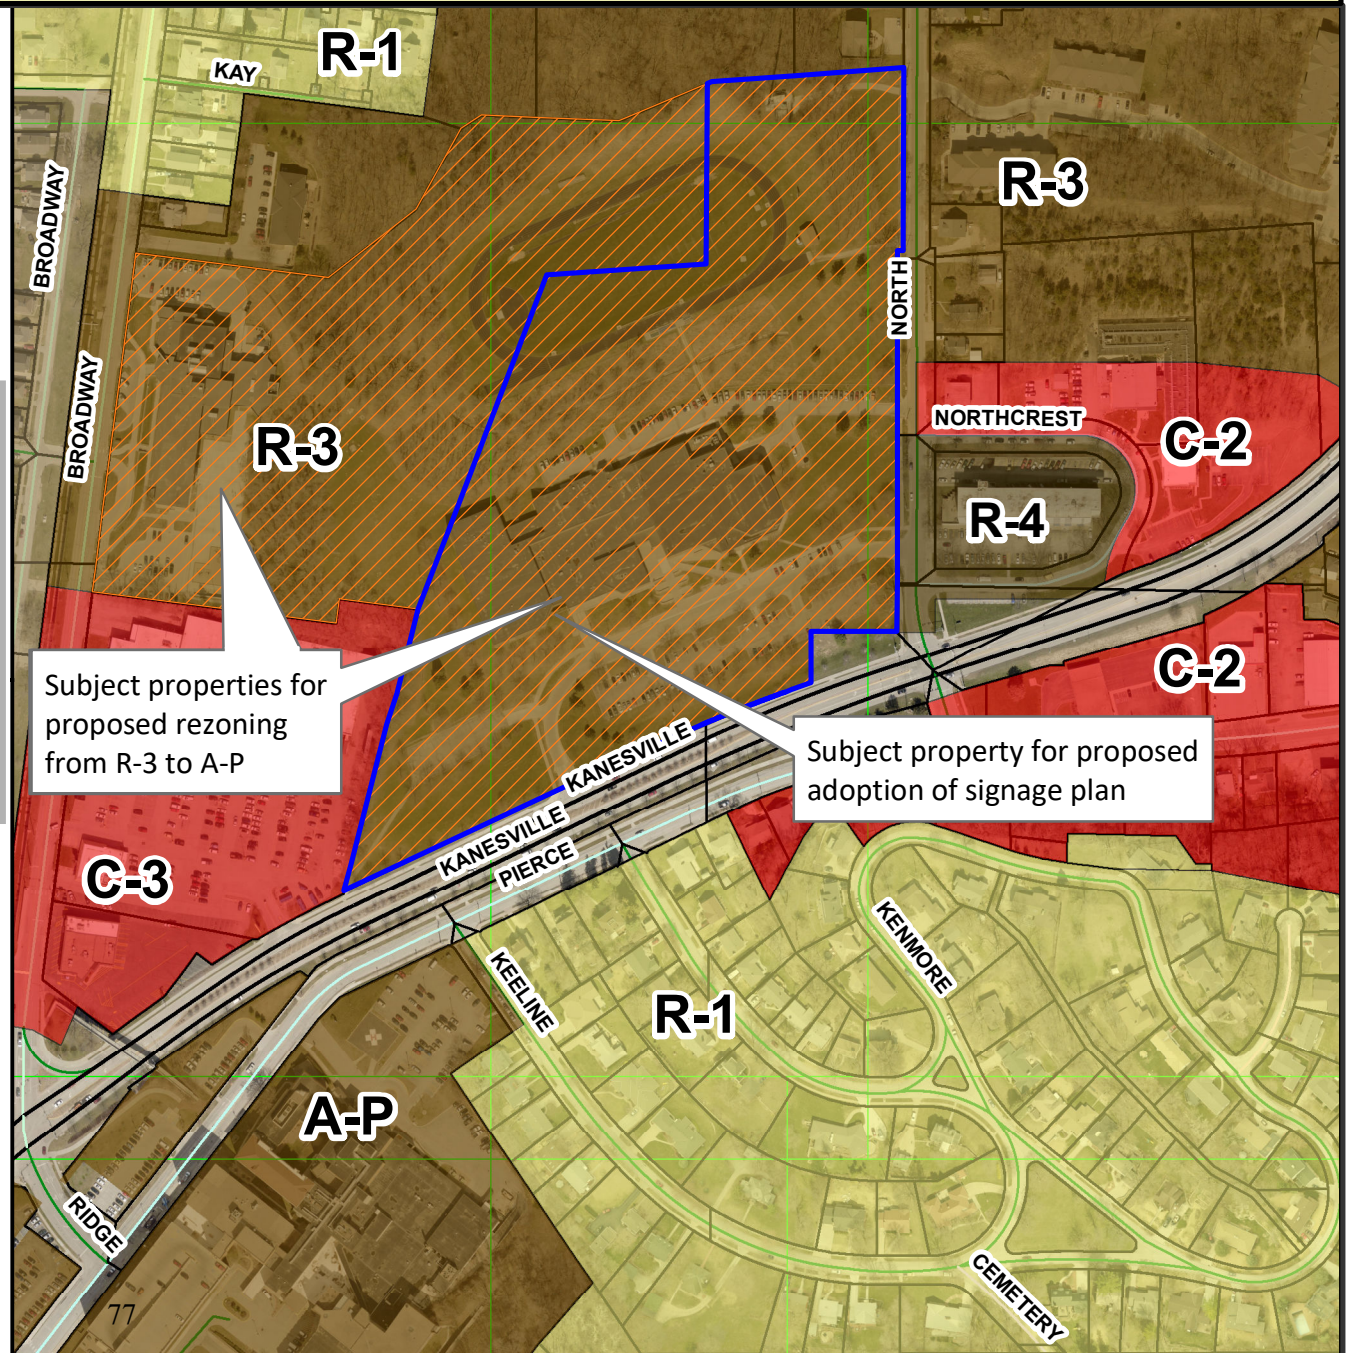 R-1
KAY
BROADWAY
R-3
NORTH
BROADWAY
NORTHCREST
C-2
R-3
R-4
Subject properties for
proposed rezoning
from R-3 to A-P
C-2
Subject property for proposed
adoption of signage plan
KANESVILLE
KANESVILLE
PIERCE
C-3
KENMORE
KEELINE
R-1
A-P
RIDGE
CEMETERY
77